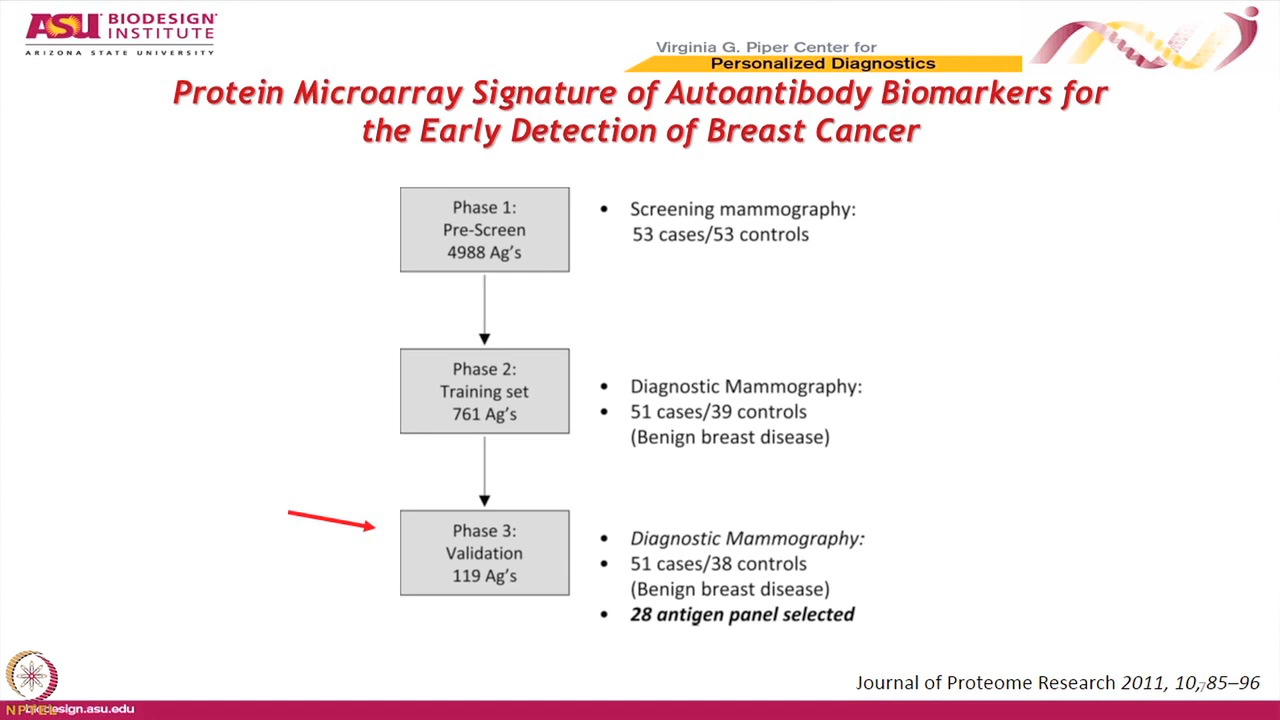 ASU BIODESIGN INSTITUTE
ARIZONA STATE UNIVERSITY
Virginia G. Piper Center for
Personalized Diagnostics
Protein Microarray Signature of Autoantibody Biomarkers for
the Early Detection of Breast Cancer
Phase 1:
Pre-Screen
4988 Ag's
• Screening mammography:
53 cases/53 controls
Phase 2:
Training set
761 Ag's
• Diagnostic Mammography:
• 51 cases/39 controls
(Benign breast disease)
Phase 3:
Validation
119 Ag's
• Diagnostic Mammography:
• 51 cases/38 controls
(Benign breast disease)
• 28 antigen panel selected
Journal of Proteome Research 2011, 10, 85–96
7
NPTEL
biodesign.asu.edu